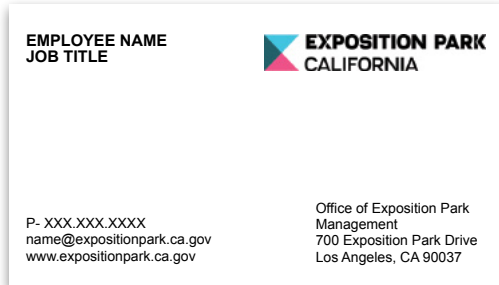 EMPLOYEE NAME
JOB TITLE
EXPOSITION PARK
CALIFORNIA
P- XXX.XXX.XXXX
name@expositionpark.ca.gov
www.expositionpark.ca.gov
Office of Exposition Park
Management
700 Exposition Park Drive
Los Angeles, CA 90037